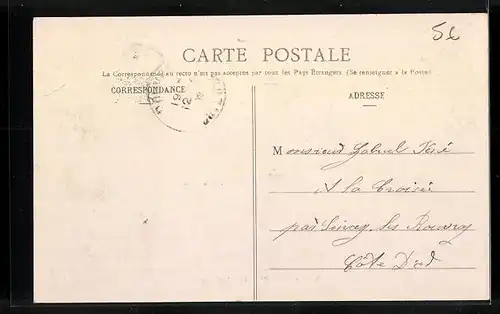 56
CARTE POSTALE
La Correspondance au recto n'est pas acceptée par tous les Pays Etrangers (Se renseigner à la Poste)
CORRESPONDANCE
ADRESSE
Monsieur Gabriel
A la Croisée
par Sincey les Rouvray
Côte D'or